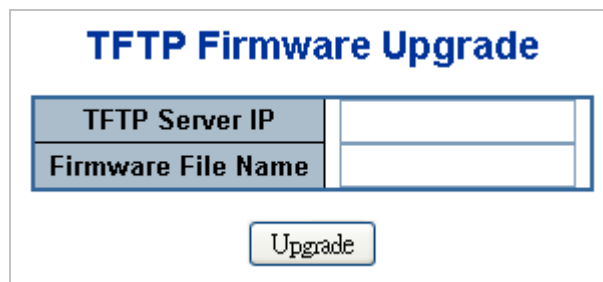 TFTP Firmware Upgrade
TFTP Server IP
Firmware File Name
Upgrade